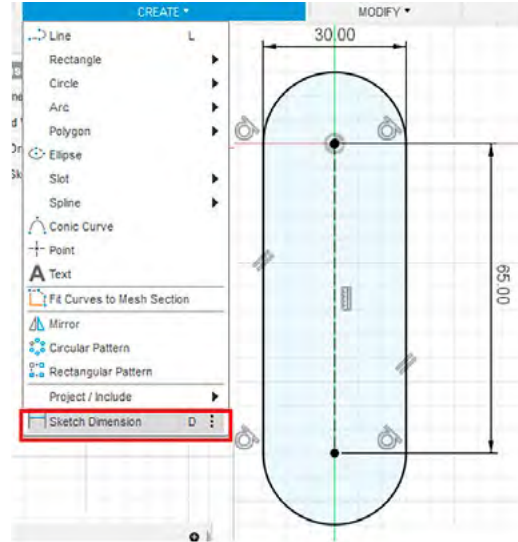 CREATE ▾
MODIFY ▾
Line L
Rectangle
Circle
Arc
Polygon
Ellipse
Slot
Spline
Conic Curve
Point
Text
Fit Curves to Mesh Section
Mirror
Circular Pattern
Rectangular Pattern
Project / Include
Sketch Dimension D
30.00
65.00